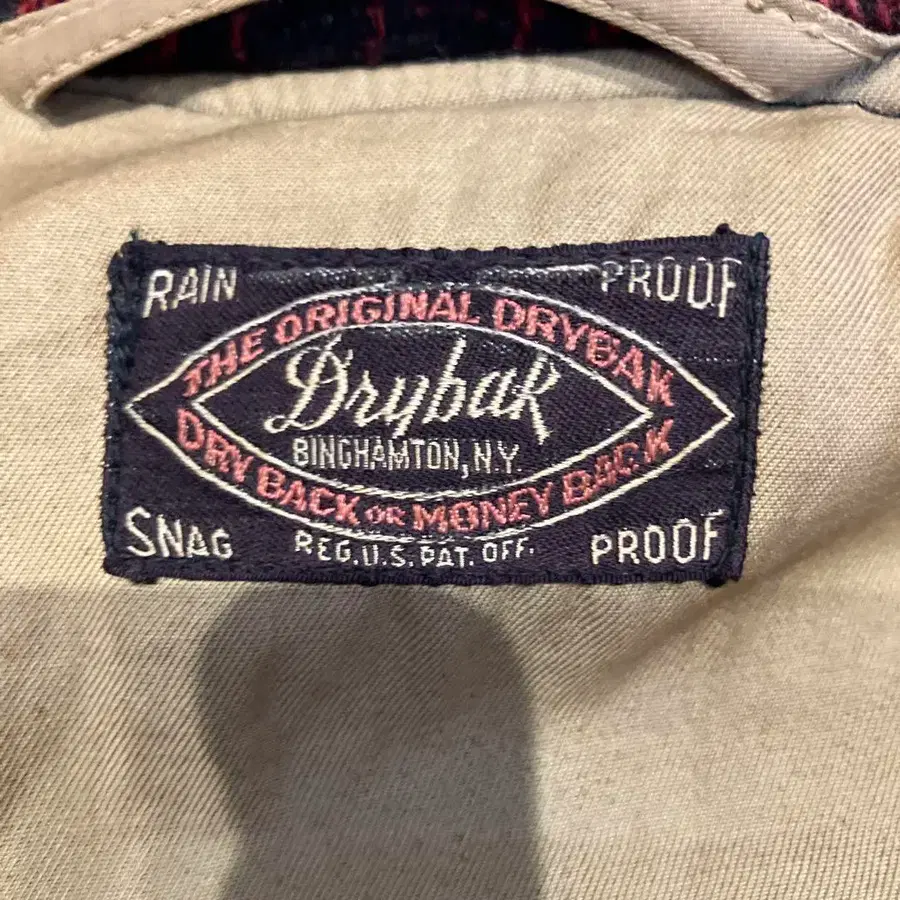 RAIN PROOF
THE ORIGINAL DRYBAK
Drybak
BINGHAMTON, N.Y.
DRY BACK OR MONEY BACK
SNAG PROOF
REG. U.S. PAT. OFF.